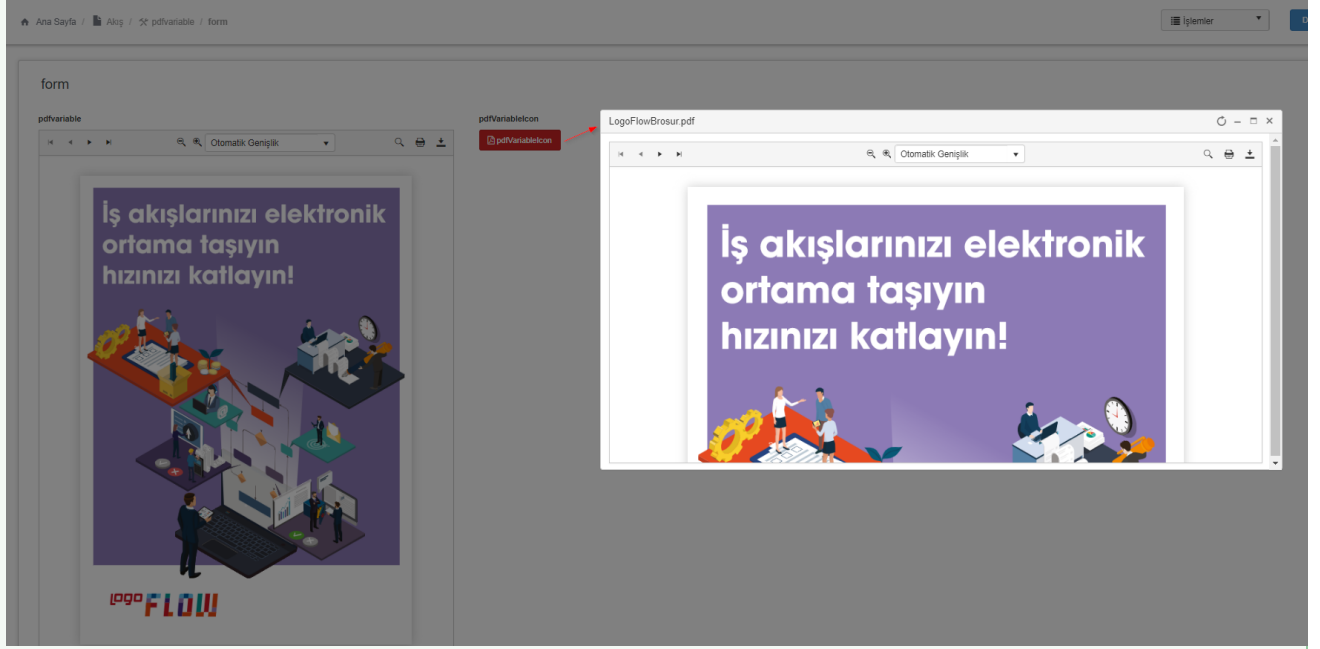 Ana Sayfa / Akış / pdfvariable / form
İşlemler
D
form
pdfvariable
Otomatik Genişlik
İş akışlarınızı elektronik
ortama taşıyın
hızınızı katlayın!
LOGO FLOW
pdfVariableIcon
pdfVariableIcon
LogoFlowBrosur.pdf
Otomatik Genişlik
İş akışlarınızı elektronik
ortama taşıyın
hızınızı katlayın!